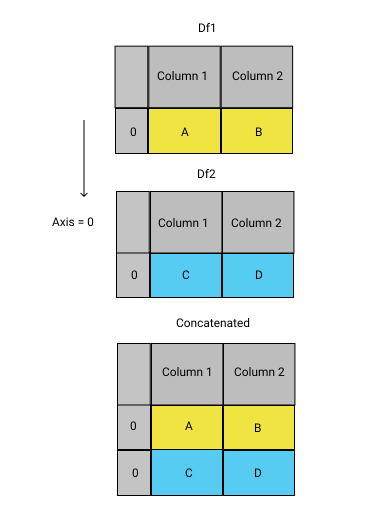 Df1
Column 1 Column 2
0 A B
Df2
Axis = 0
Column 1 Column 2
0 C D
Concatenated
Column 1 Column 2
0 A B
0 C D